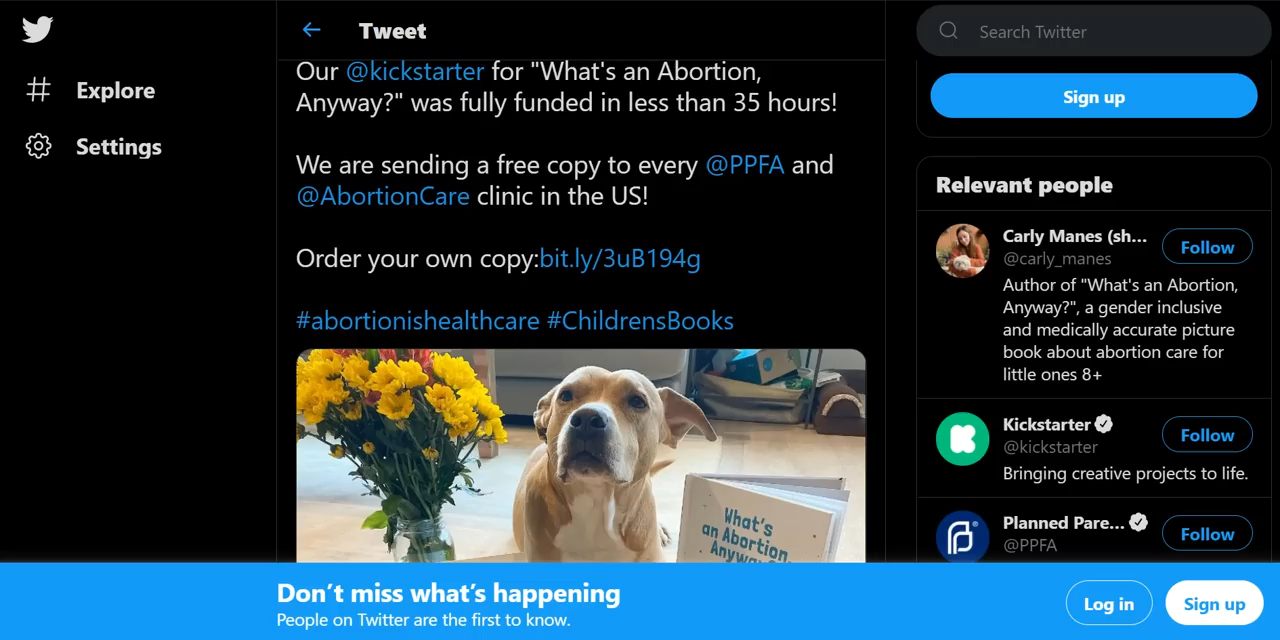 Tweet
Search Twitter
Explore
Settings
Our @kickstarter for "What's an Abortion,
Anyway?" was fully funded in less than 35 hours!
We are sending a free copy to every @PPFA and
@AbortionCare clinic in the US!
Order your own copy:bit.ly/3uB194g
#abortionishealthcare #ChildrensBooks
What's
an Abortion
Anyway?
Sign up
Relevant people
Carly Manes (sh...
@carly_manes
Follow
Author of "What's an Abortion,
Anyway?", a gender inclusive
and medically accurate picture
book about abortion care for
little ones 8+
Kickstarter
@kickstarter
Follow
Bringing creative projects to life.
Planned Pare...
@PPFA
Follow
Don't miss what's happening
People on Twitter are the first to know.
Log in
Sign up